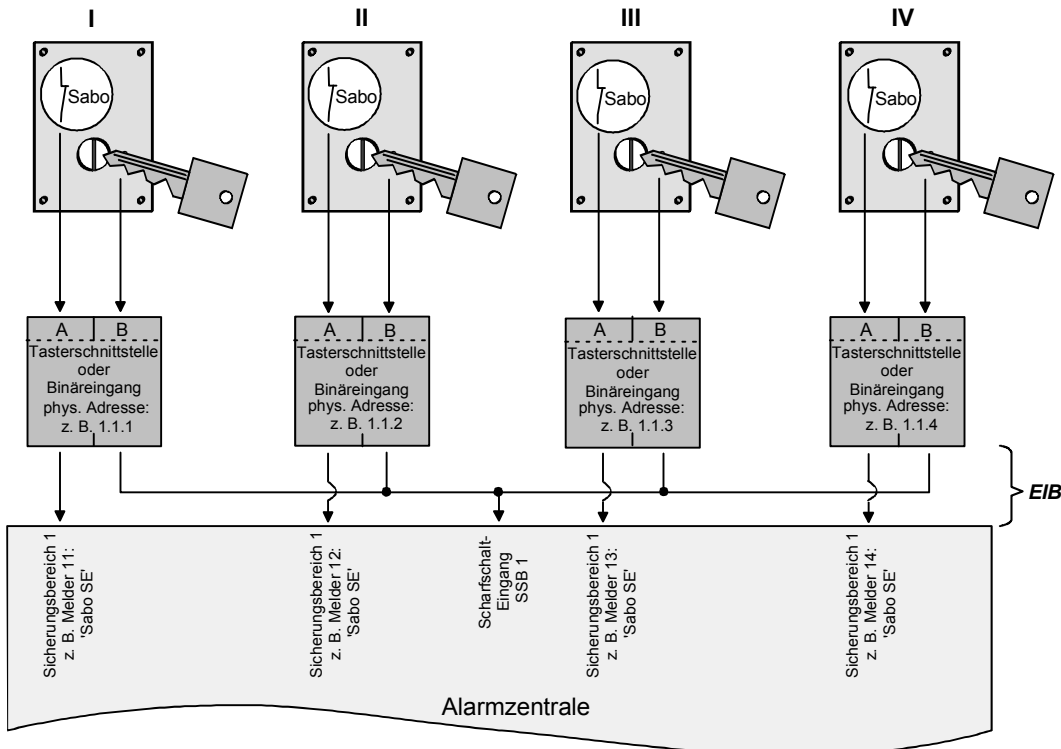 I
II
III
IV
Sabo
Sabo
Sabo
Sabo
A B
Tasterschnittstelle
oder
Binäreingang
phys. Adresse:
z. B. 1.1.1
A B
Tasterschnittstelle
oder
Binäreingang
phys. Adresse:
z. B. 1.1.2
A B
Tasterschnittstelle
oder
Binäreingang
phys. Adresse:
z. B. 1.1.3
A B
Tasterschnittstelle
oder
Binäreingang
phys. Adresse:
z. B. 1.1.4
EIB
Sicherungsbereich 1
z. B. Melder 11:
'Sabo SE'
Sicherungsbereich 1
z. B. Melder 12:
'Sabo SE'
Scharfschalt-
Eingang
SSB 1
Sicherungsbereich 1
z. B. Melder 13:
'Sabo SE'
Sicherungsbereich 1
z. B. Melder 14:
'Sabo SE'
Alarmzentrale